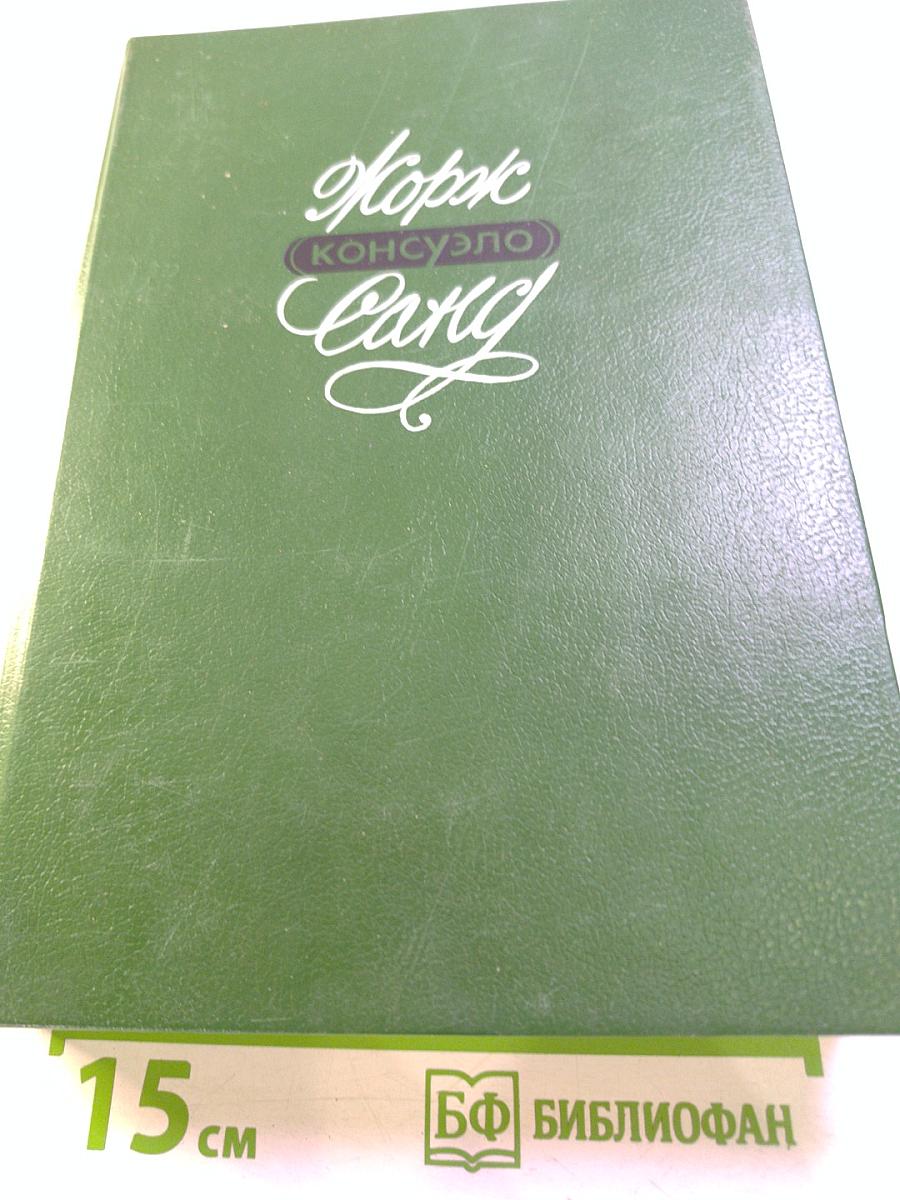 Жорж
КОНСУЭЛО
Санд
15 см
БФ БИБЛИОФАН